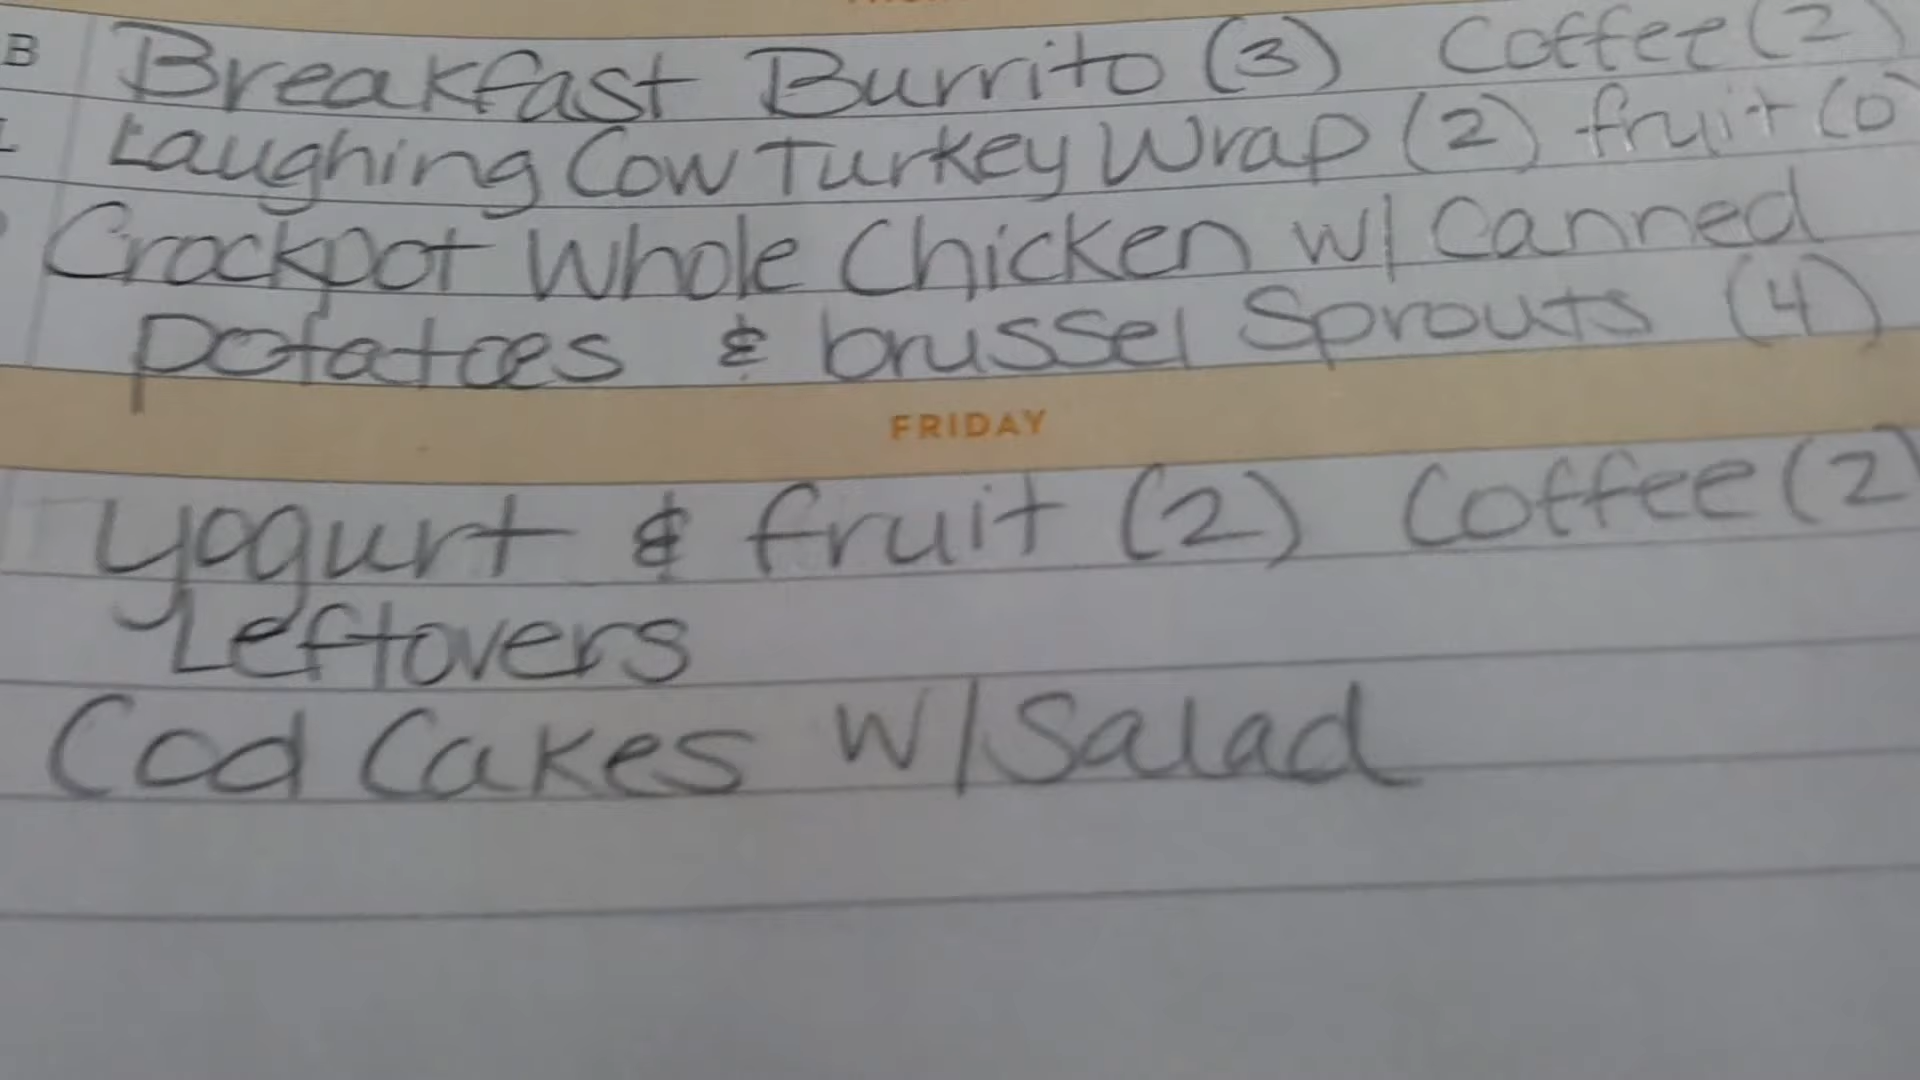 B Breakfast Burrito (3) Coffee (2)
L Laughing Cow Turkey Wrap (2) fruit (0)
Crockpot Whole Chicken w/ Canned
potatoes & brussel Sprouts (4)
FRIDAY
Yogurt & fruit (2) Coffee (2)
Leftovers
Cod Cakes W/ Salad